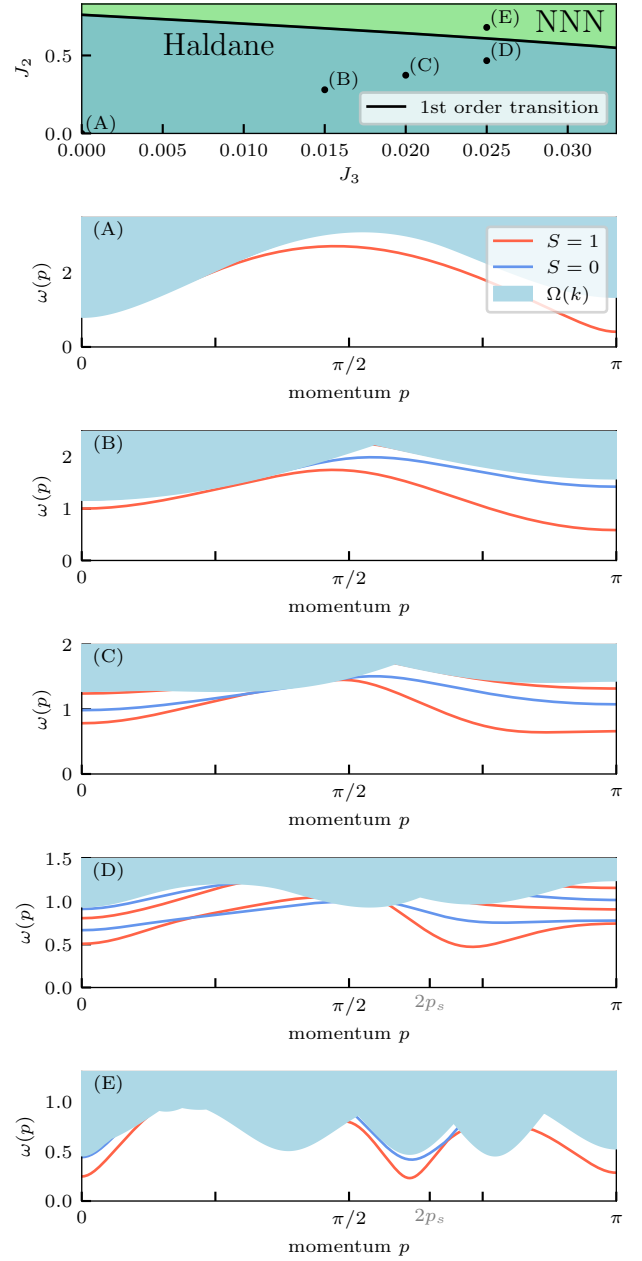 NNN
(E)
Haldane
(D)
(C)
(B)
(A)
1st order transition
J₂
0.5
0.0
0.000 0.005 0.010 0.015 0.020 0.025 0.030
J₃
(A)
S = 1
S = 0
Ω(k)
ω(p)
2
0
0 π/2 π
momentum p
(B)
ω(p)
2
1
0
0 π/2 π
momentum p
(C)
ω(p)
2
1
0
0 π/2 π
momentum p
(D)
ω(p)
1.5
1.0
0.5
0.0
0 π/2 2pₛ π
momentum p
(E)
ω(p)
1.0
0.5
0.0
0 π/2 2pₛ π
momentum p